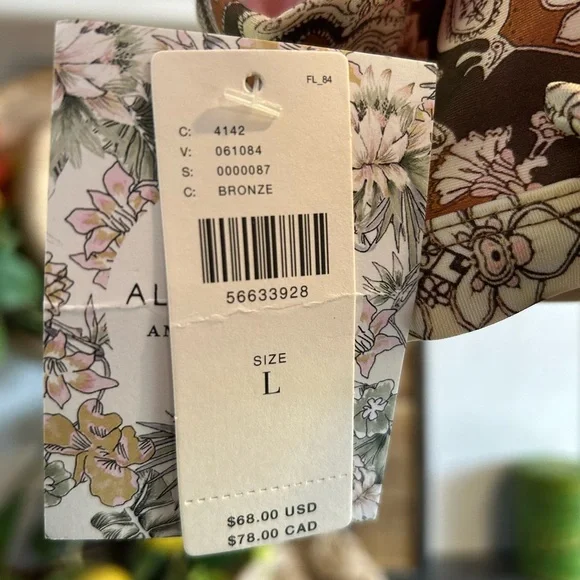 FL_84
C: 4142
V: 061084
S: 0000087
C: BRONZE
56633928
AL
AN
SIZE
L
$68.00 USD
$78.00 CAD